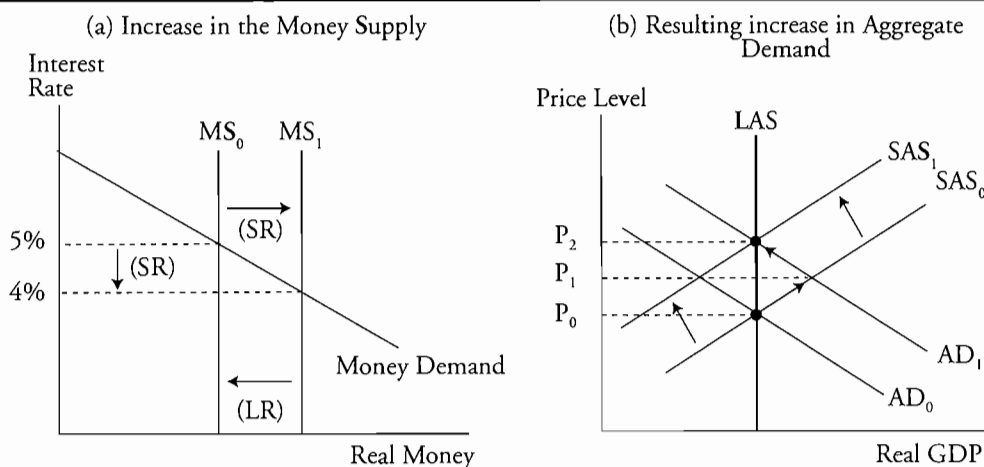 (a) Increase in the Money Supply
Interest
Rate
MS₀
MS₁
(SR)
5%
(SR)
4%
Money Demand
(LR)
Real Money
(b) Resulting increase in Aggregate
Demand
Price Level
LAS
SAS₁
SAS₀
P₂
P₁
P₀
AD₁
AD₀
Real GDP